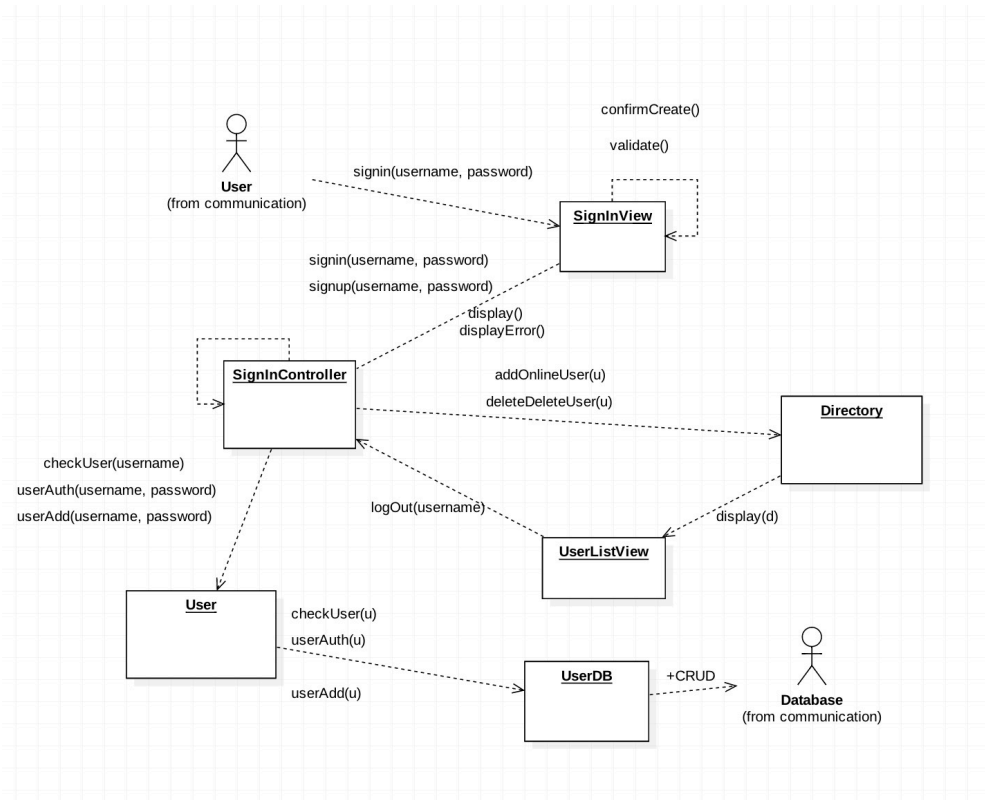 confirmCreate()
validate()
signin(username, password)
User
(from communication)
SignInView
signin(username, password)
signup(username, password)
display()
displayError()
SignInController
addOnlineUser(u)
deleteDeleteUser(u)
Directory
checkUser(username)
userAuth(username, password)
userAdd(username, password)
logOut(username)
display(d)
UserListView
User
checkUser(u)
userAuth(u)
userAdd(u)
UserDB
+CRUD
Database
(from communication)